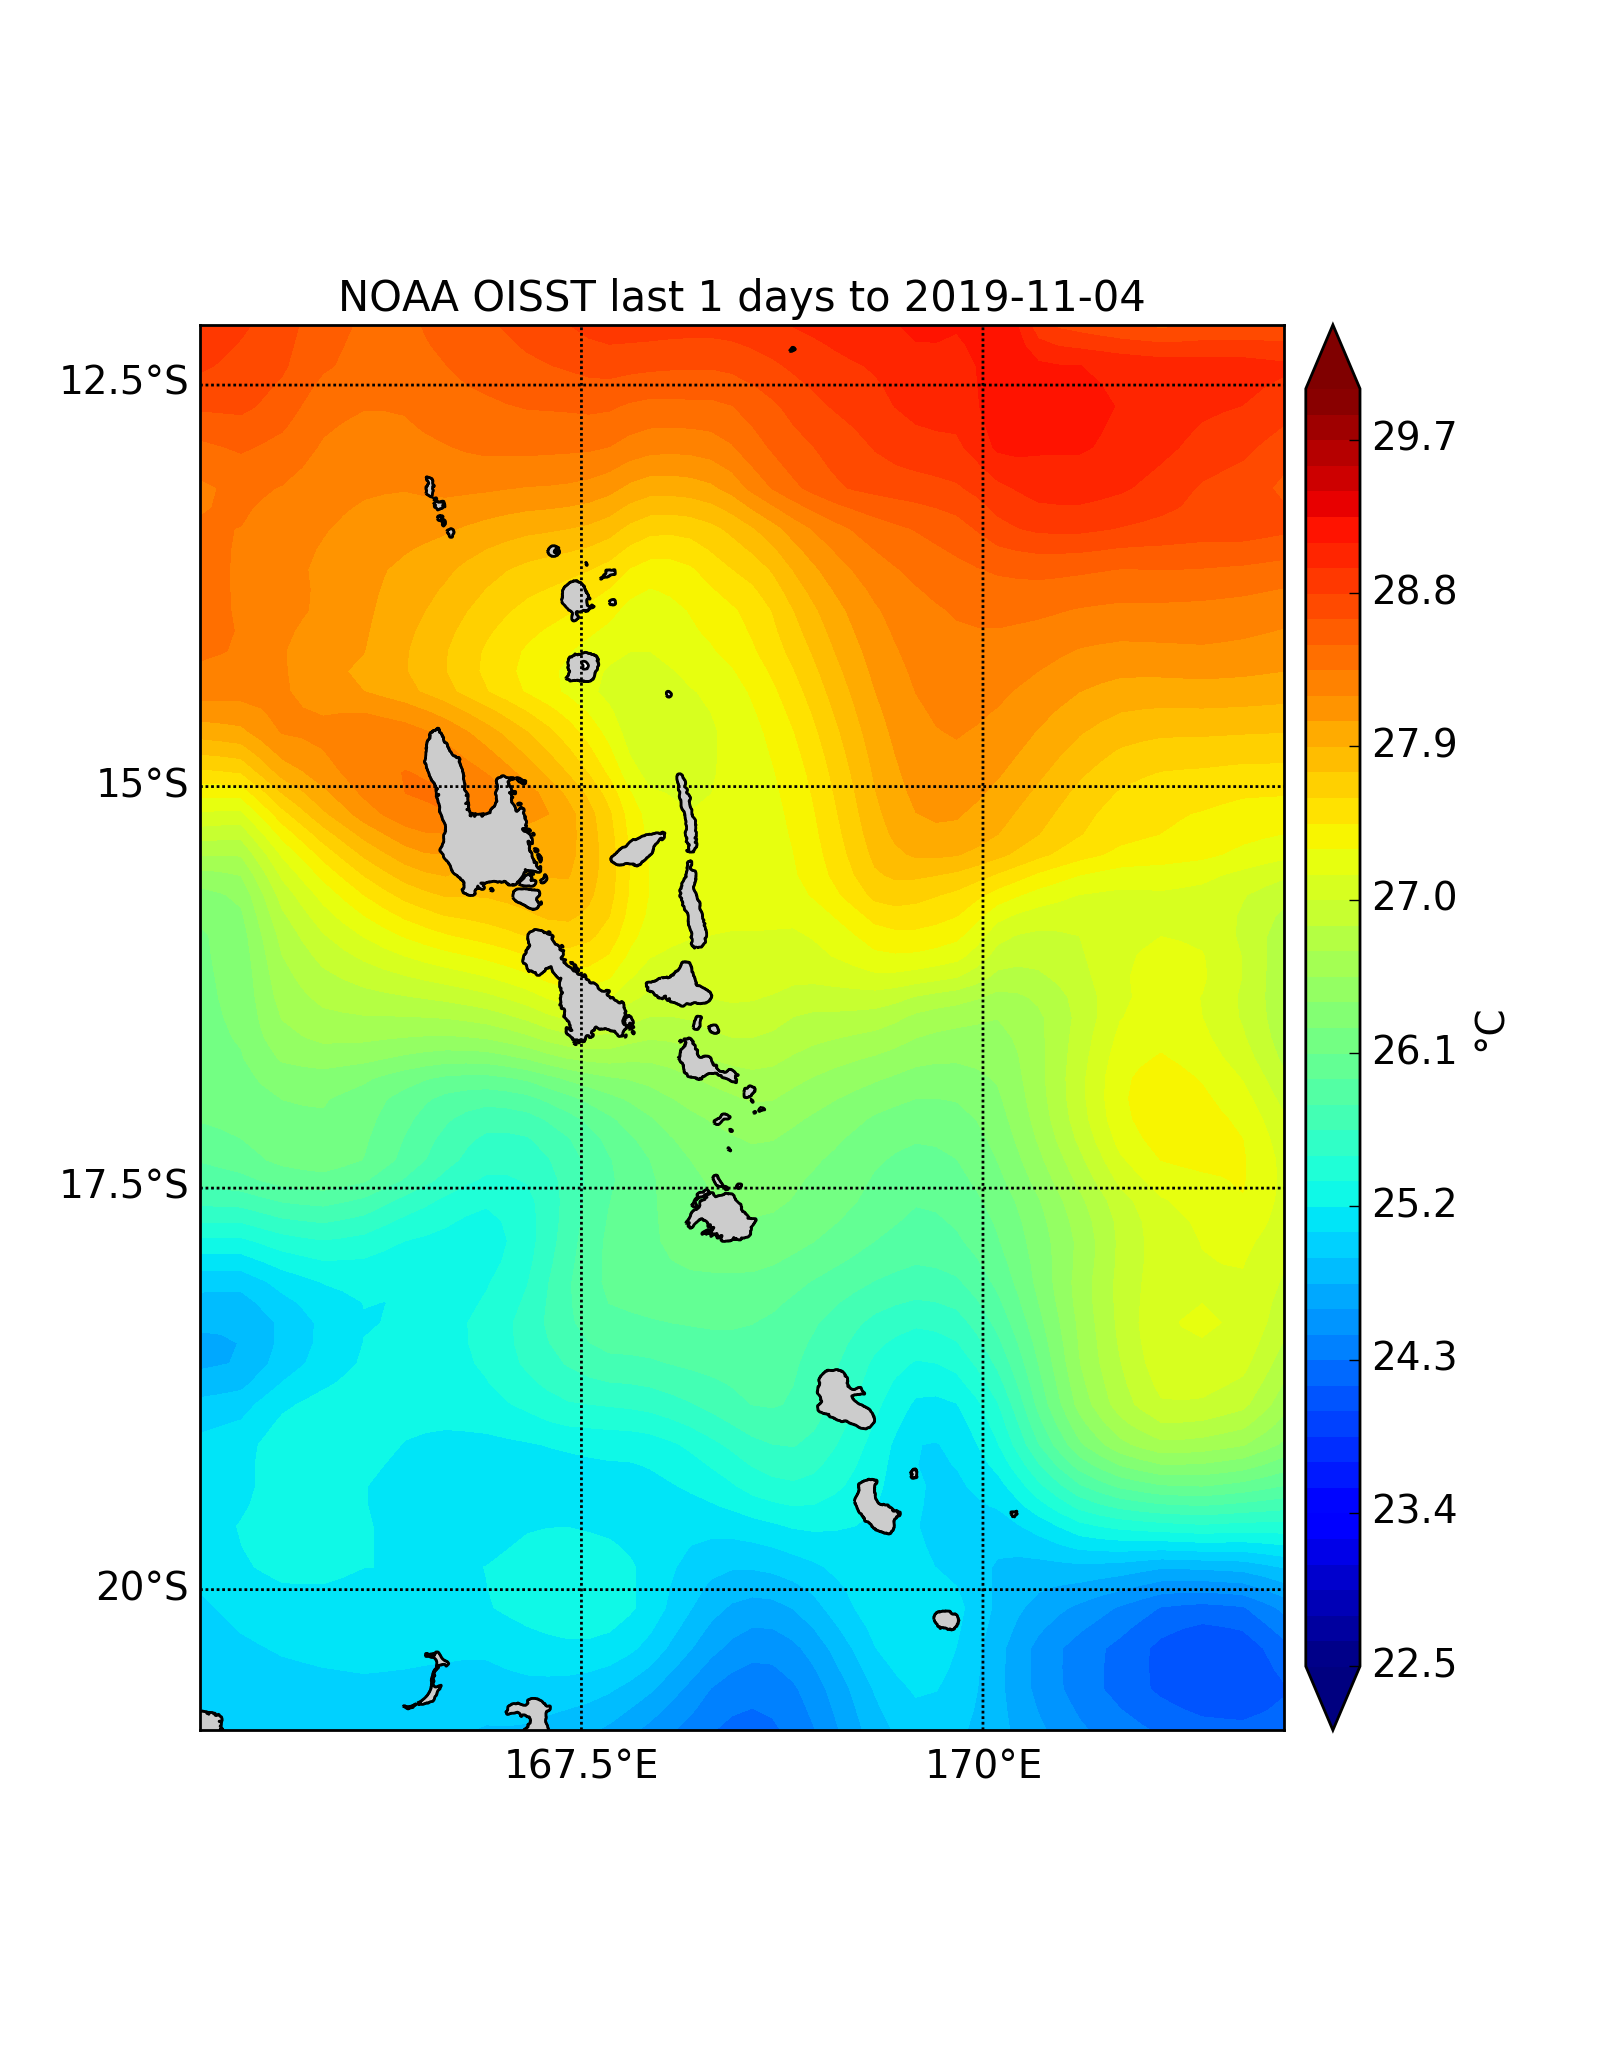 NOAA OISST last 1 days to 2019-11-04
12.5°S
15°S
17.5°S
20°S
167.5°E
170°E
29.7
28.8
27.9
27.0
26.1
25.2
24.3
23.4
22.5
°C